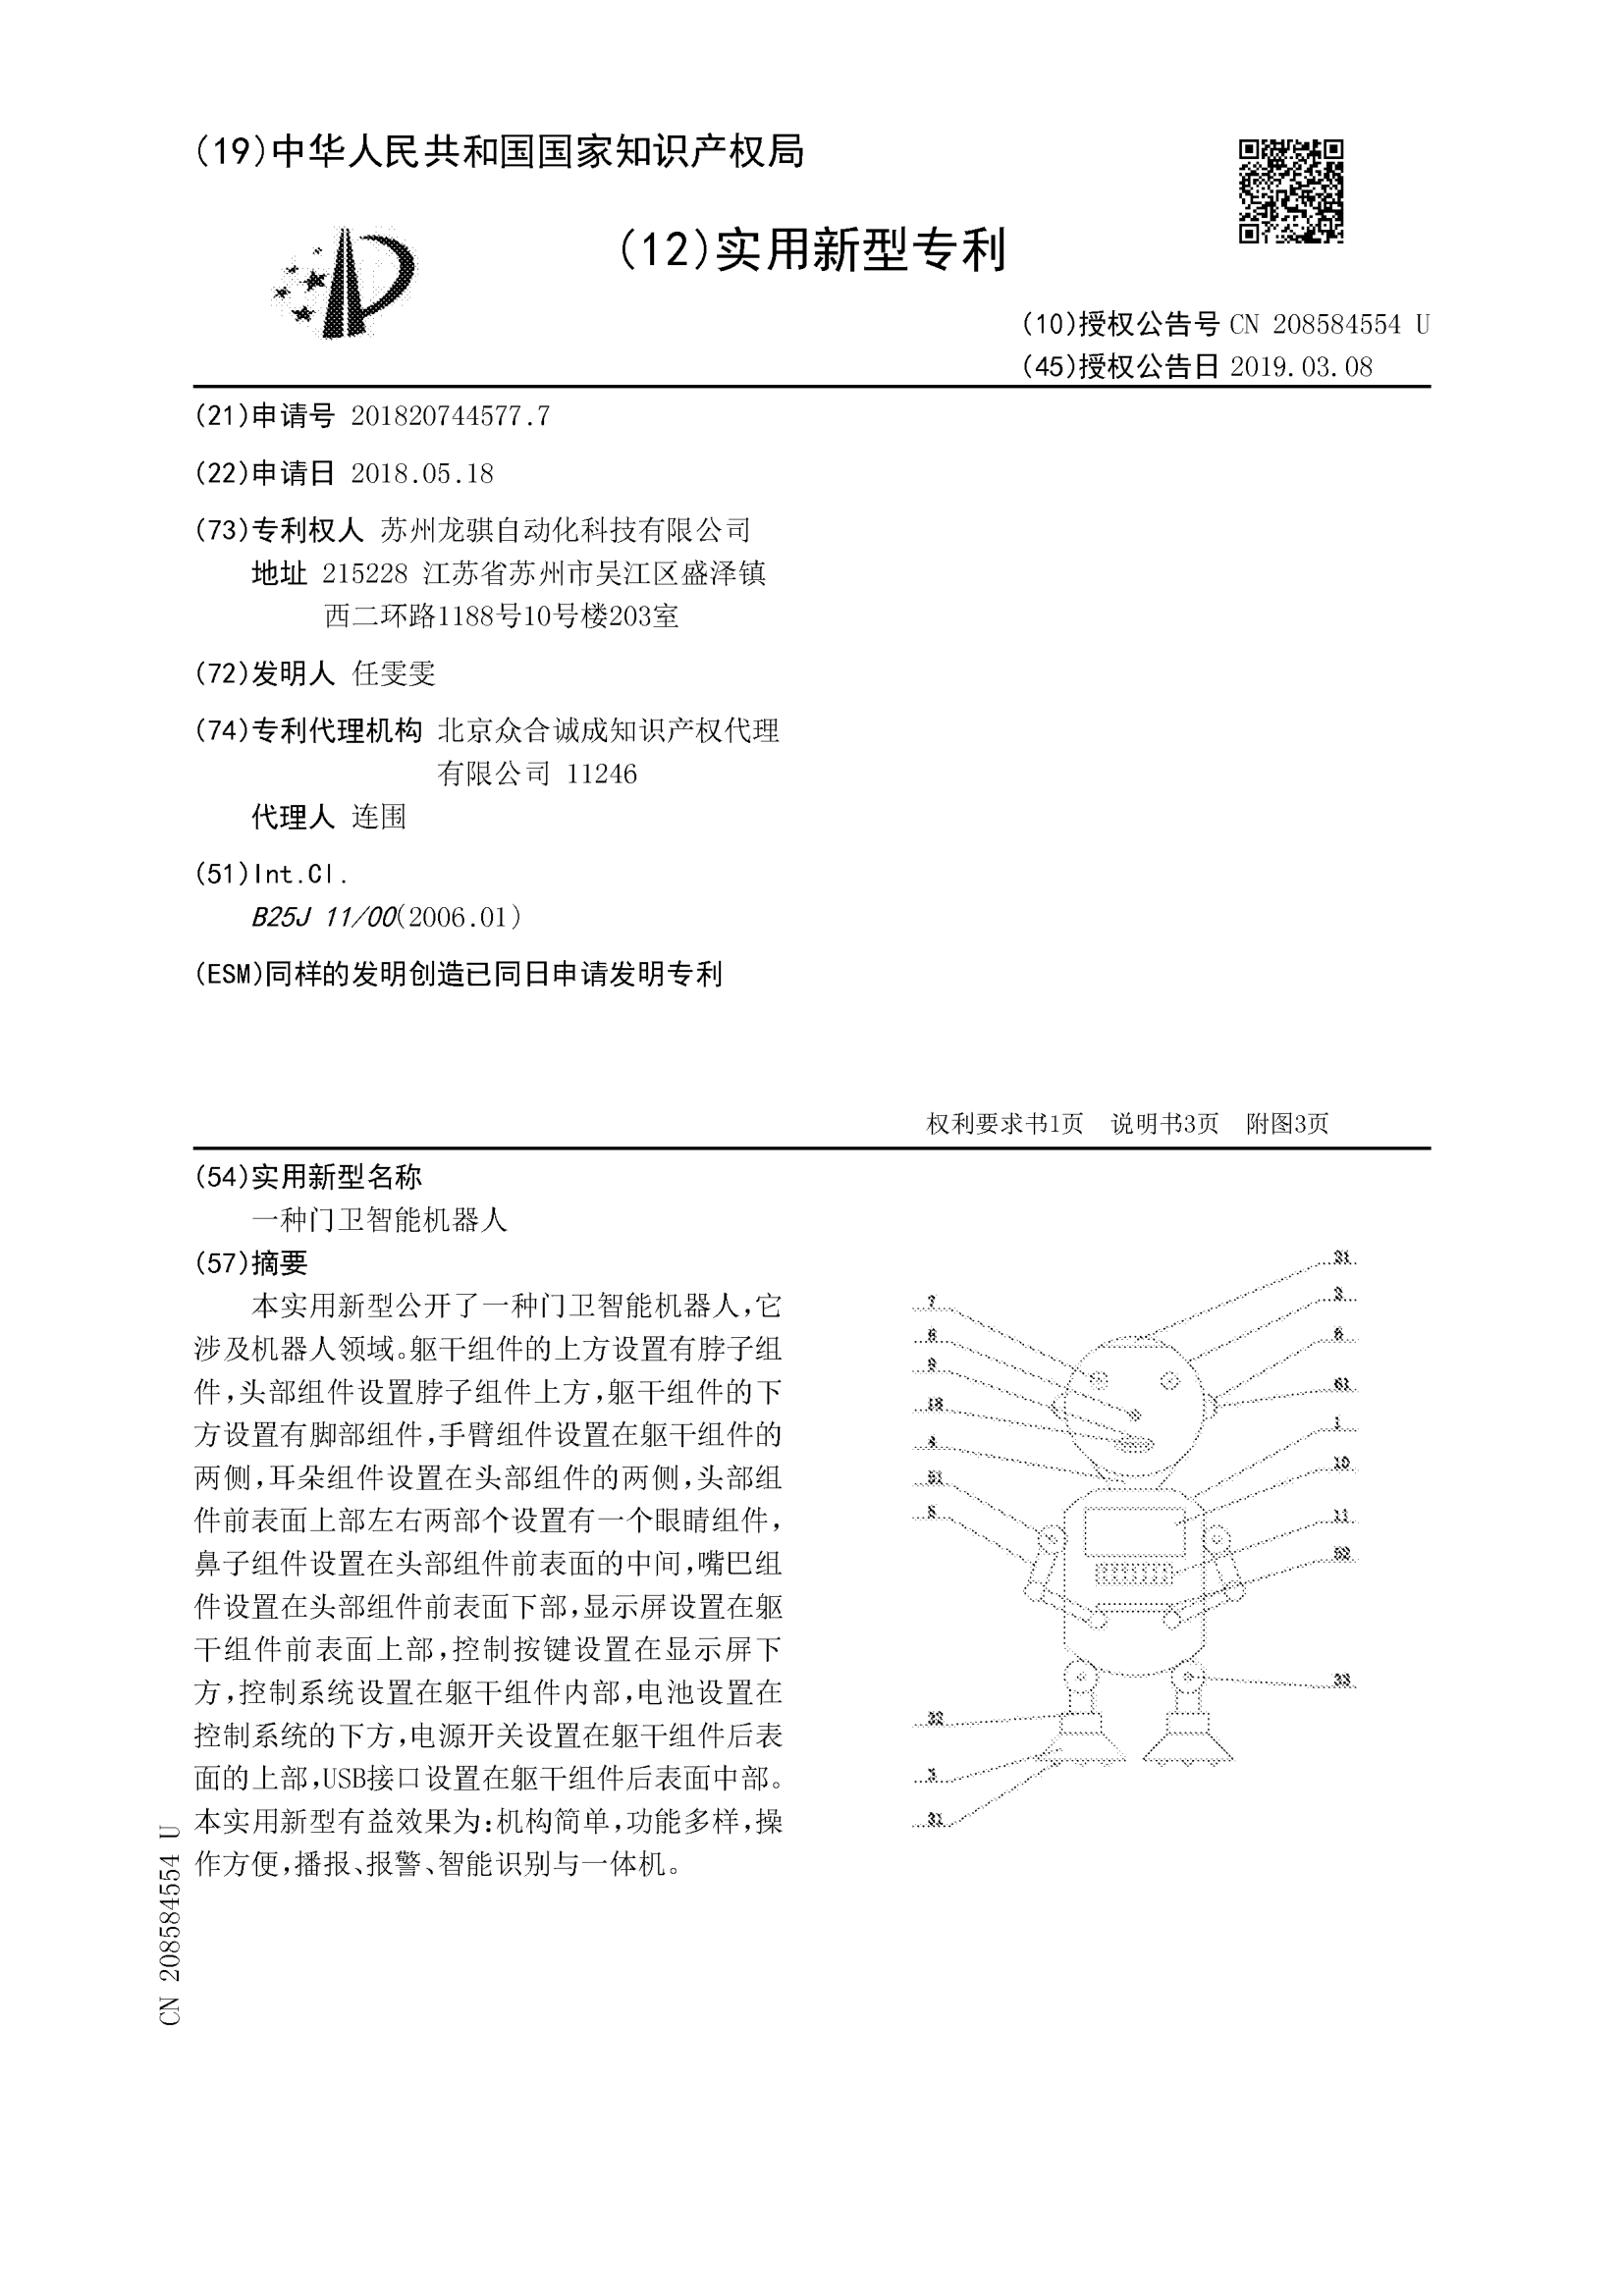 (19)中华人民共和国国家知识产权局
(12)实用新型专利
(10)授权公告号 CN 208584554 U
(45)授权公告日 2019.03.08
(21)申请号 201820744577.7
(22)申请日 2018.05.18
(73)专利权人 苏州龙骐自动化科技有限公司
地址 215228 江苏省苏州市吴江区盛泽镇
西二环路1188号10号楼203室
(72)发明人 任雯雯
(74)专利代理机构 北京众合诚成知识产权代理
有限公司 11246
代理人 连围
(51)Int.Cl.
B25J 11/00(2006.01)
(ESM)同样的发明创造已同日申请发明专利
权利要求书1页 说明书3页 附图3页
(54)实用新型名称
一种门卫智能机器人
(57)摘要
本实用新型公开了一种门卫智能机器人,它
涉及机器人领域。躯干组件的上方设置有脖子组
件,头部组件设置脖子组件上方,躯干组件的下
方设置有脚部组件,手臂组件设置在躯干组件的
两侧,耳朵组件设置在头部组件的两侧,头部组
件前表面上部左右两部个设置有一个眼睛组件,
鼻子组件设置在头部组件前表面的中间,嘴巴组
件设置在头部组件前表面下部,显示屏设置在躯
干组件前表面上部,控制按键设置在显示屏下
方,控制系统设置在躯干组件内部,电池设置在
控制系统的下方,电源开关设置在躯干组件后表
面的上部,USB接口设置在躯干组件后表面中部。
本实用新型有益效果为:机构简单,功能多样,操
作方便,播报、报警、智能识别与一体机。
7
9
4
51
1
10
11
52
61
33
32
3
31
CN 208584554 U